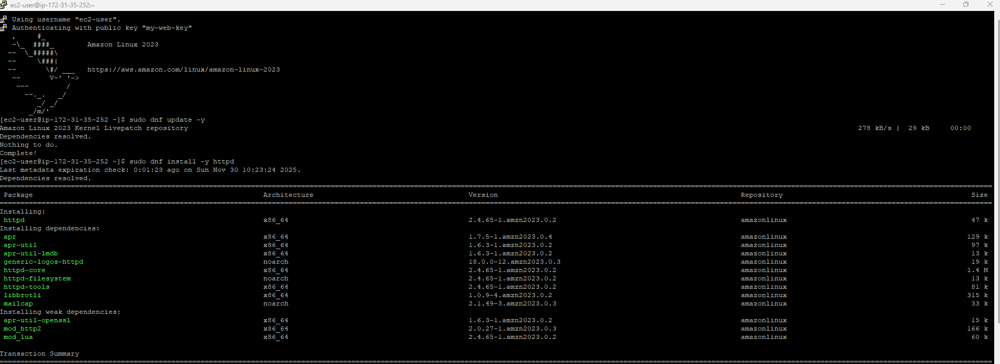 ec2-user@ip-172-31-35-252:~
Using username "ec2-user".
Authenticating with public key "my-web-key"
   ,     #_
   ~\_  ####_        Amazon Linux 2023
  ~~  \_#####\
  ~~     \###|
  ~~       \#/ ___   https://aws.amazon.com/linux/amazon-linux-2023
   ~~       V~' '->
    ~~~         /
      ~~._.   _/
         _/ _/
       _/m/'
[ec2-user@ip-172-31-35-252 ~]$ sudo dnf update -y
Amazon Linux 2023 Kernel Livepatch repository 278 kB/s | 29 kB 00:00
Dependencies resolved.
Nothing to do.
Complete!
[ec2-user@ip-172-31-35-252 ~]$ sudo dnf install -y httpd
Last metadata expiration check: 0:01:23 ago on Sun Nov 30 10:23:24 2025.
Dependencies resolved.
Package Architecture Version Repository Size
Installing:
httpd x86_64 2.4.65-1.amzn2023.0.2 amazonlinux 47 k
Installing dependencies:
apr x86_64 1.7.5-1.amzn2023.0.4 amazonlinux 129 k
apr-util x86_64 1.6.3-1.amzn2023.0.2 amazonlinux 97 k
apr-util-lmdb x86_64 1.6.3-1.amzn2023.0.2 amazonlinux 13 k
generic-logos-httpd noarch 18.0.0-12.amzn2023.0.3 amazonlinux 19 k
httpd-core x86_64 2.4.65-1.amzn2023.0.2 amazonlinux 1.4 M
httpd-filesystem noarch 2.4.65-1.amzn2023.0.2 amazonlinux 13 k
httpd-tools x86_64 2.4.65-1.amzn2023.0.2 amazonlinux 81 k
libbrotli x86_64 1.0.9-4.amzn2023.0.2 amazonlinux 315 k
mailcap noarch 2.1.49-3.amzn2023.0.3 amazonlinux 33 k
Installing weak dependencies:
apr-util-openssl x86_64 1.6.3-1.amzn2023.0.2 amazonlinux 15 k
mod_http2 x86_64 2.0.27-1.amzn2023.0.3 amazonlinux 166 k
mod_lua x86_64 2.4.65-1.amzn2023.0.2 amazonlinux 60 k
Transaction Summary